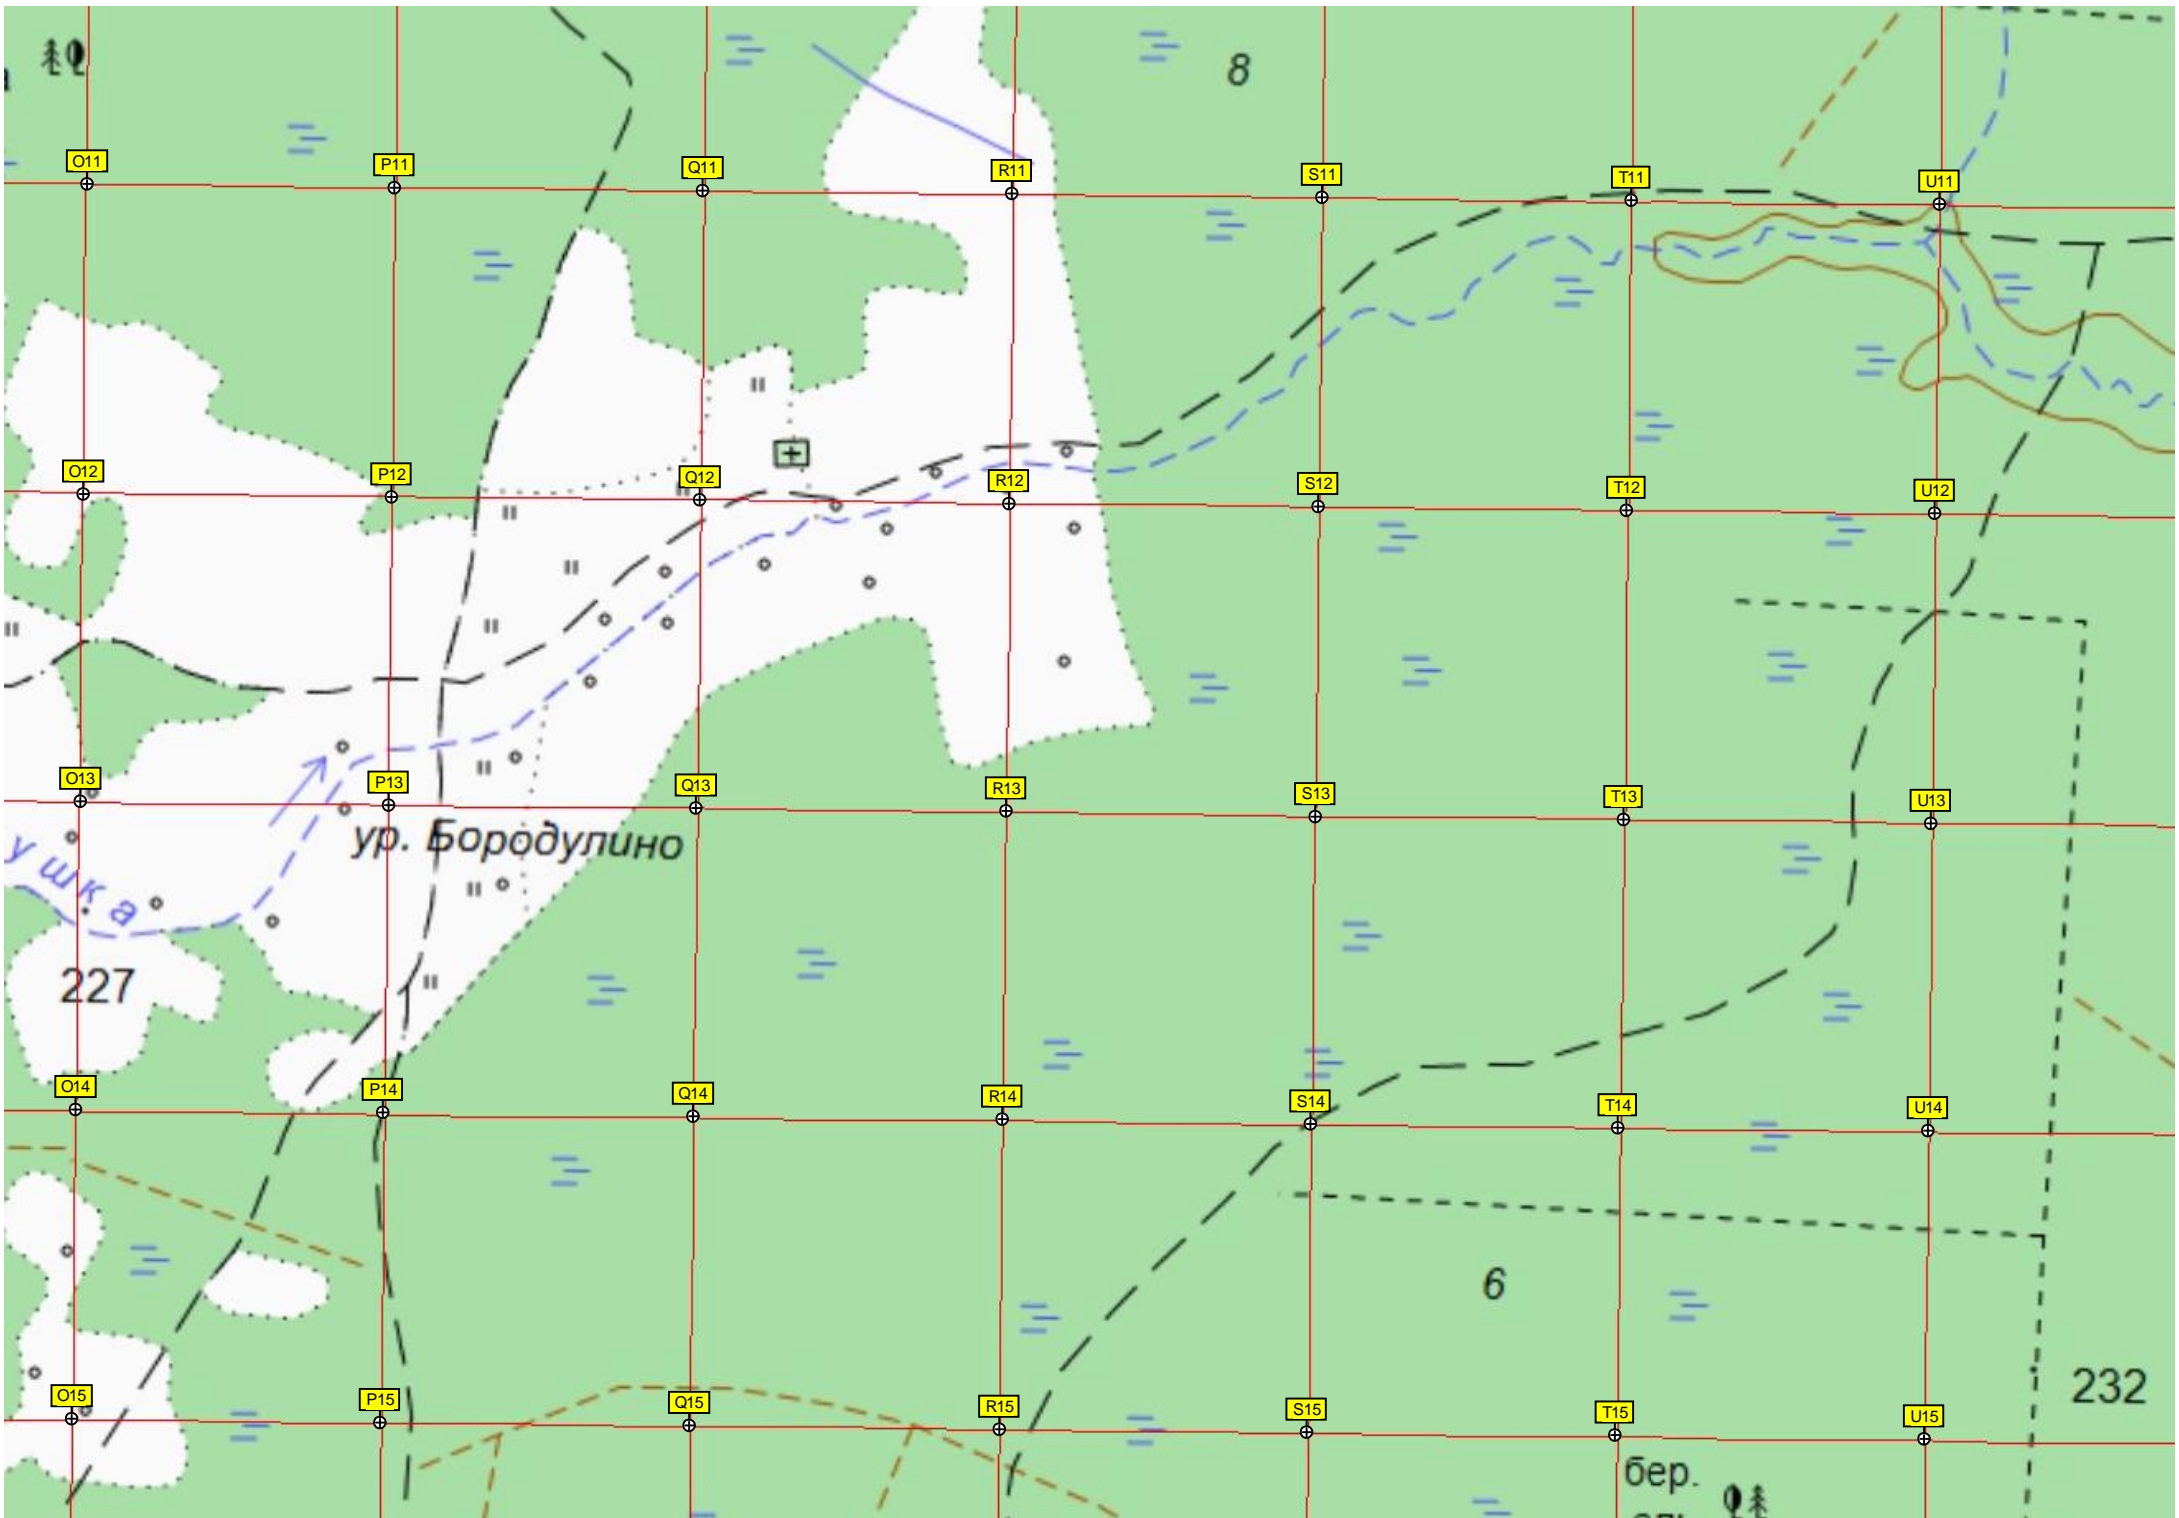 8
O11 P11 Q11 R11 S11 T11 U11
O12 P12 Q12 R12 S12 T12 U12
O13 P13 Q13 R13 S13 T13 U13
ур. Бородулино
ушка
227
O14 P14 Q14 R14 S14 T14 U14
6
232
O15 P15 Q15 R15 S15 T15 U15
бер.